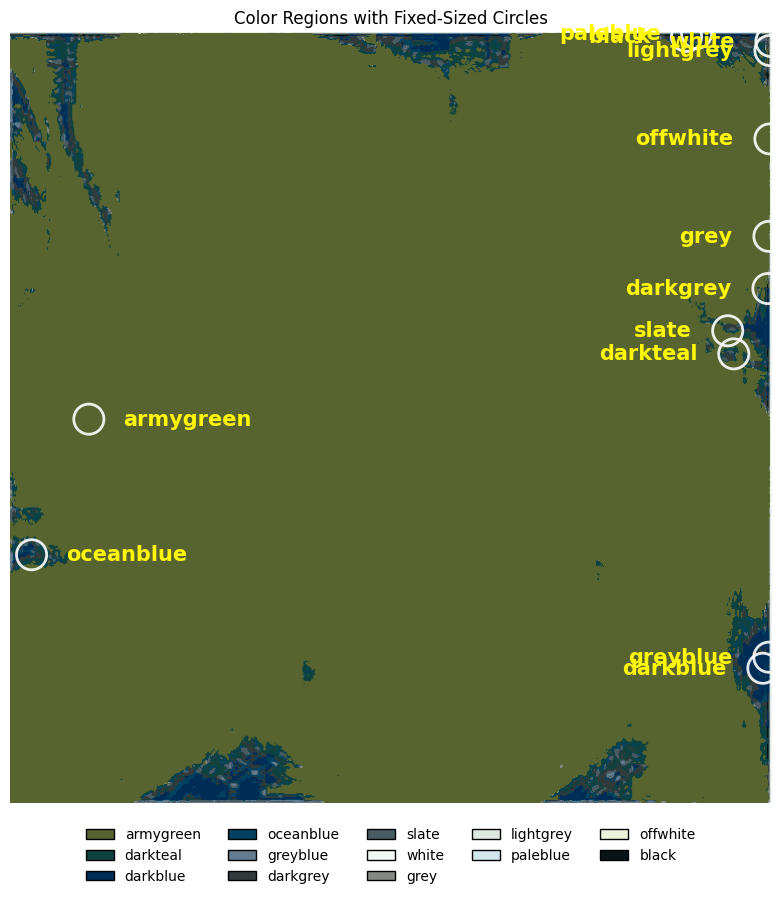 Color Regions with Fixed-Sized Circles
paleblue
black
white
lightgrey
offwhite
grey
darkgrey
slate
darkteal
armygreen
oceanblue
greyblue
darkblue
armygreen oceanblue slate lightgrey offwhite
darkteal greyblue white paleblue black
darkblue darkgrey grey